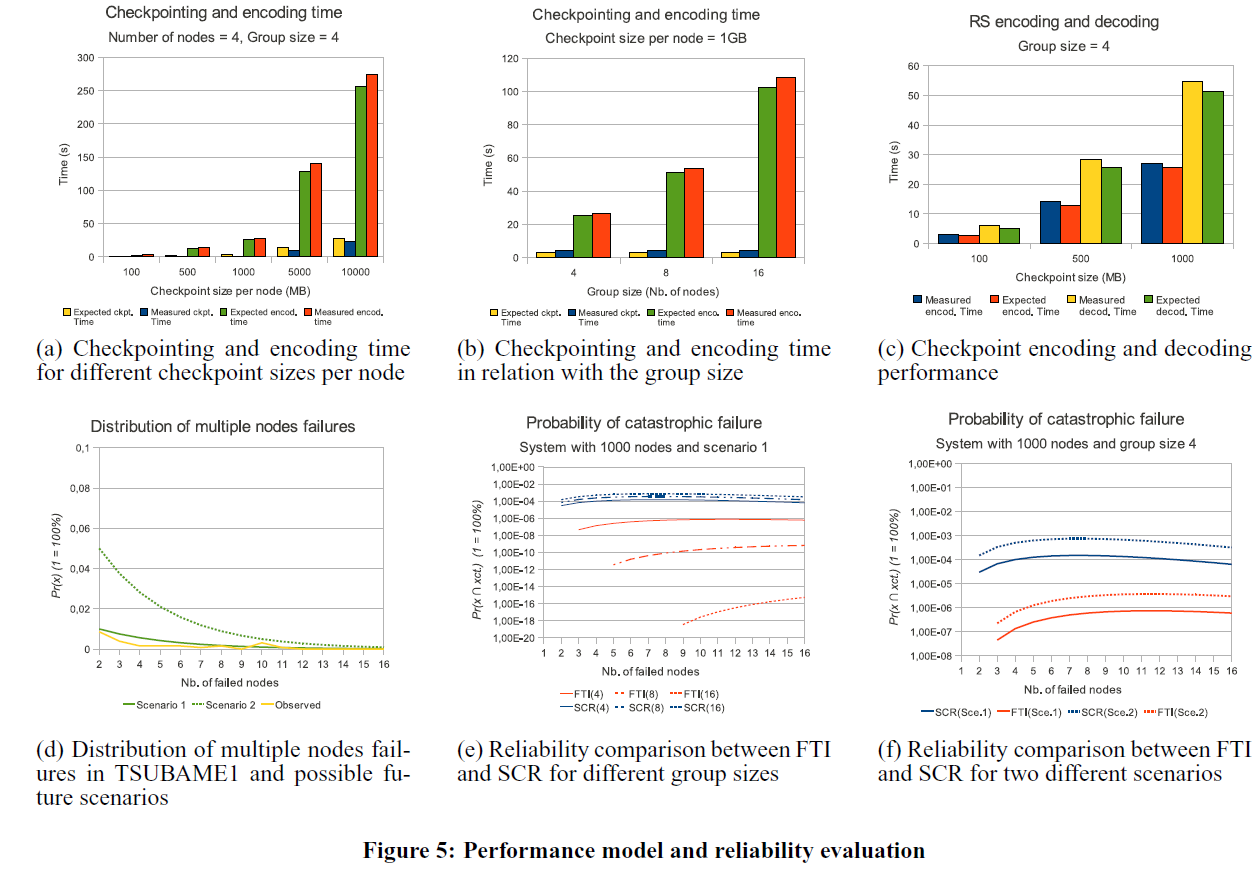 Checkpointing and encoding time
Number of nodes = 4, Group size = 4
300
250
200
150
100
50
0
Time (s)
100 500 1000 5000 10000
Checkpoint size per node (MB)
Expected ckpt. Time
Measured ckpt. Time
Expected encod. time
Measured encod. time
(a) Checkpointing and encoding time
for different checkpoint sizes per node
Checkpointing and encoding time
Checkpoint size per node = 1GB
120
100
80
60
40
20
0
Time (s)
4 8 16
Group size (Nb. of nodes)
Expected ckpt. Time
Measured ckpt. Time
Expected enco. time
Measured enco. time
(b) Checkpointing and encoding time
in relation with the group size
RS encoding and decoding
Group size = 4
60
50
40
30
20
10
0
Time (s)
100 500 1000
Checkpoint size (MB)
Measured encod. Time
Expected encod. Time
Measured decod. Time
Expected decod. Time
(c) Checkpoint encoding and decoding
performance
Distribution of multiple nodes failures
0,1
0,08
0,06
0,04
0,02
0
Pr(x) (1 = 100%)
2 3 4 5 6 7 8 9 10 11 12 13 14 15 16
Nb. of failed nodes
Scenario 1 Scenario 2 Observed
(d) Distribution of multiple nodes fail-
ures in TSUBAME1 and possible fu-
ture scenarios
Probability of catastrophic failure
System with 1000 nodes and scenario 1
1,00E+00
1,00E-02
1,00E-04
1,00E-06
1,00E-08
1,00E-10
1,00E-12
1,00E-14
1,00E-16
1,00E-18
1,00E-20
Pr(x ∩ xct.) (1 = 100%)
1 2 3 4 5 6 7 8 9 10 11 12 13 14 15 16
Nb. of failed nodes
FTI(4) FTI(8) FTI(16)
SCR(4) SCR(8) SCR(16)
(e) Reliability comparison between FTI
and SCR for different group sizes
Probability of catastrophic failure
System with 1000 nodes and group size 4
1,00E+00
1,00E-01
1,00E-02
1,00E-03
1,00E-04
1,00E-05
1,00E-06
1,00E-07
1,00E-08
Pr(x ∩ xct.) (1 = 100%)
1 2 3 4 5 6 7 8 9 10 11 12 13 14 15 16
Nb. of failed nodes
SCR(Sce.1) FTI(Sce.1) SCR(Sce.2) FTI(Sce.2)
(f) Reliability comparison between FTI
and SCR for two different scenarios
Figure 5: Performance model and reliability evaluation